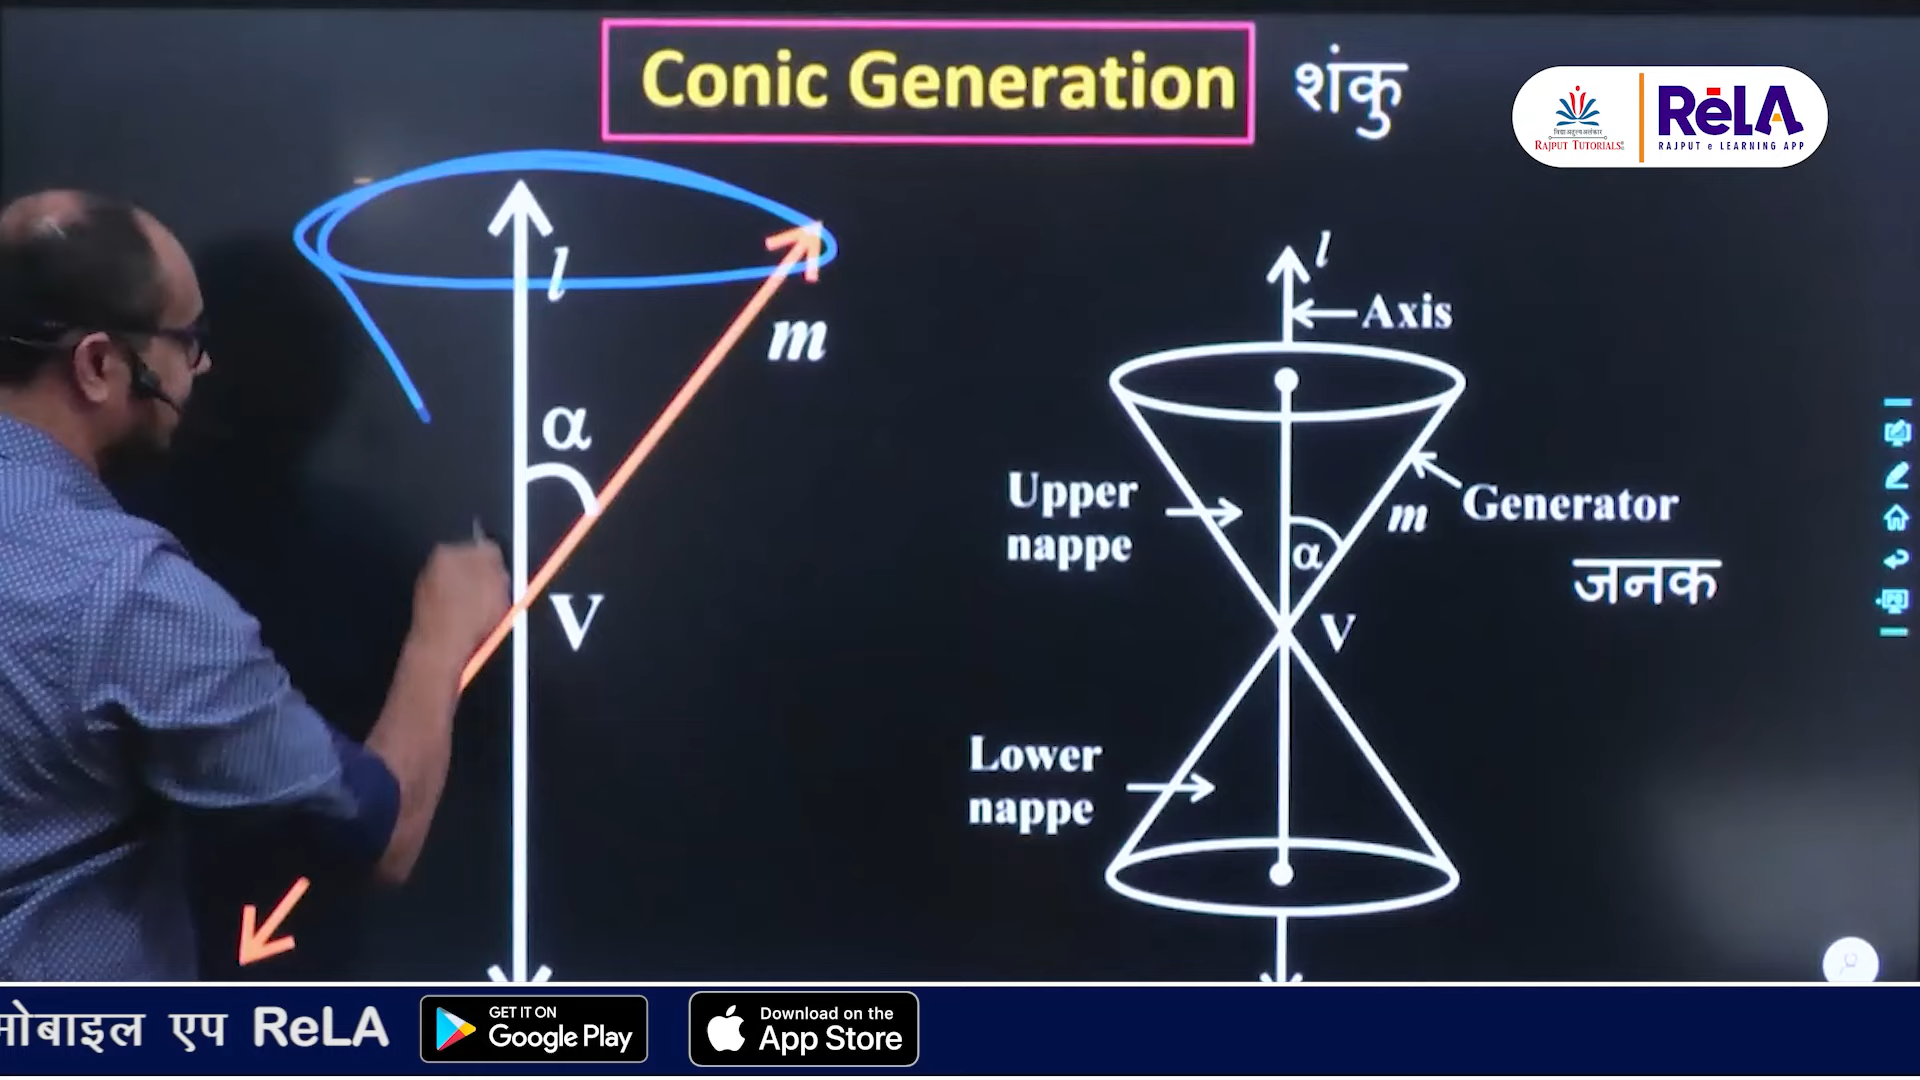 Conic Generation शंकु
RAJPUT TUTORIALS
ReLA
RAJPUT e LEARNING APP
l
m
α
V
l
Axis
Upper
nappe
Generator
m
जनक
α
V
Lower
nappe
मोबाइल एप ReLA
GET IT ON
Google Play
Download on the
App Store